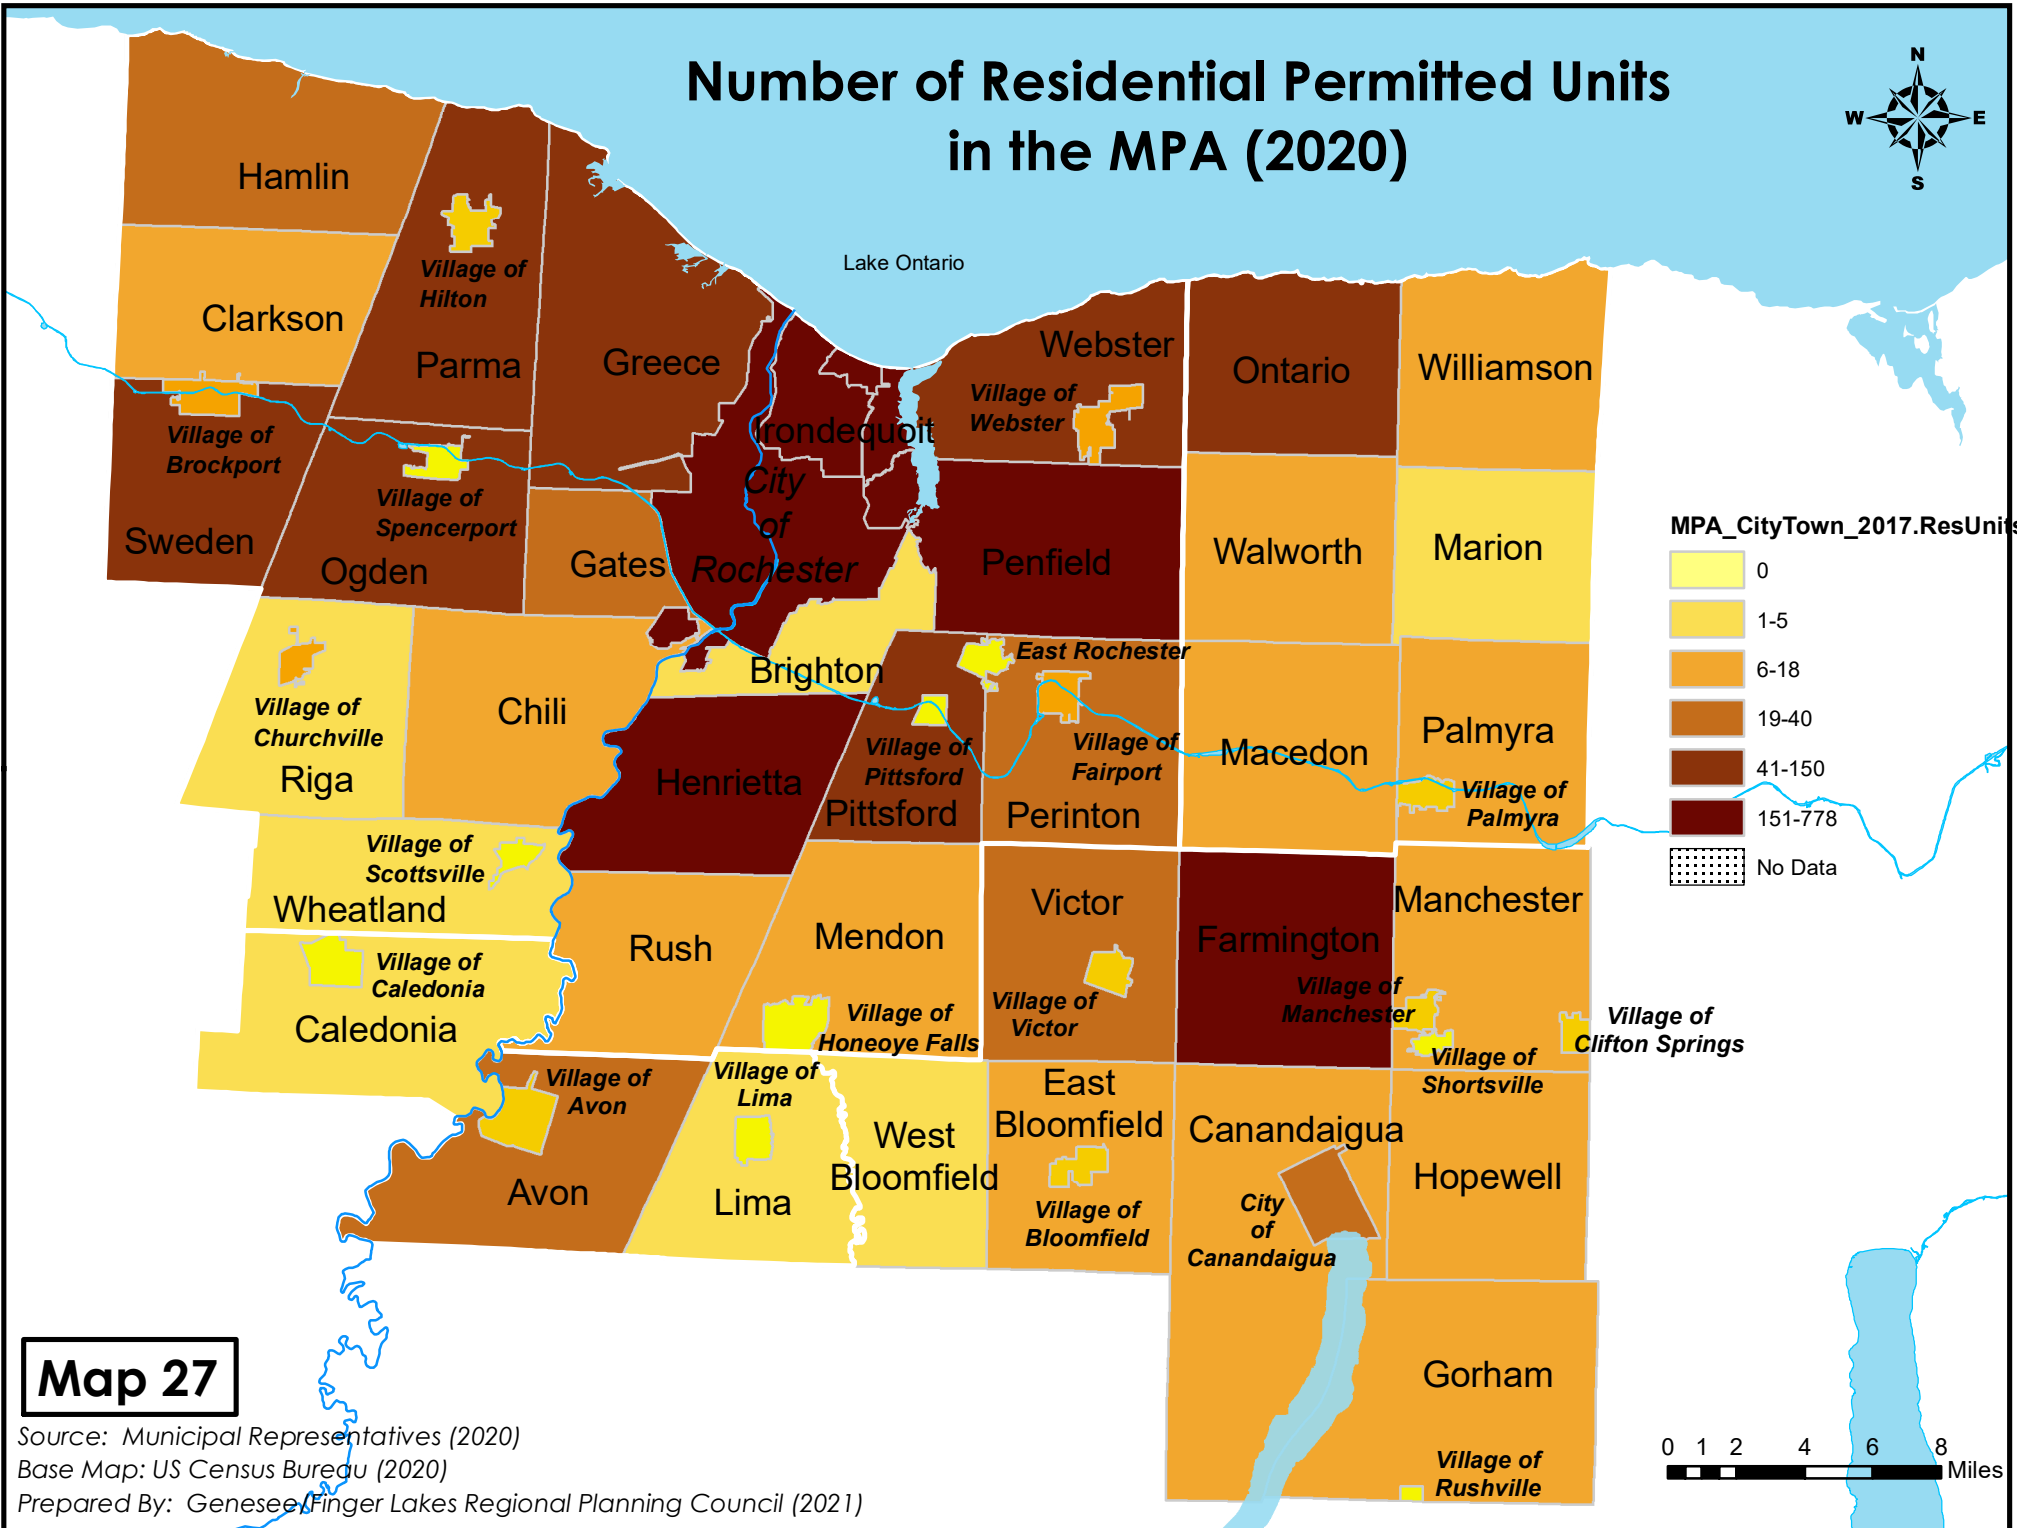 Number of Residential Permitted Units
in the MPA (2020)
N
W
E
S
Lake Ontario
Hamlin
Village of
Hilton
Clarkson
Parma
Greece
Webster
Village of
Webster
Ontario
Williamson
Irondequoit
Village of
Brockport
Village of
Spencerport
City
of
Rochester
Sweden
Ogden
Gates
Penfield
Walworth
Marion
MPA_CityTown_2017.ResUnits
0
1-5
6-18
19-40
41-150
151-778
No Data
East Rochester
Brighton
Village of
Churchville
Riga
Chili
Henrietta
Village of
Pittsford
Pittsford
Village of
Fairport
Perinton
Macedon
Palmyra
Village of
Palmyra
Village of
Scottsville
Wheatland
Rush
Mendon
Victor
Farmington
Manchester
Village of
Caledonia
Caledonia
Village of
Honeoye Falls
Village of
Victor
Village of
Manchester
Village of
Clifton Springs
Village of
Shortsville
Village of
Avon
Avon
Village of
Lima
Lima
West
Bloomfield
East
Bloomfield
Village of
Bloomfield
Canandaigua
City
of
Canandaigua
Hopewell
Gorham
Village of
Rushville
Map 27
Source: Municipal Representatives (2020)
Base Map: US Census Bureau (2020)
Prepared By: Genesee/Finger Lakes Regional Planning Council (2021)
0 1 2 4 6 8
Miles